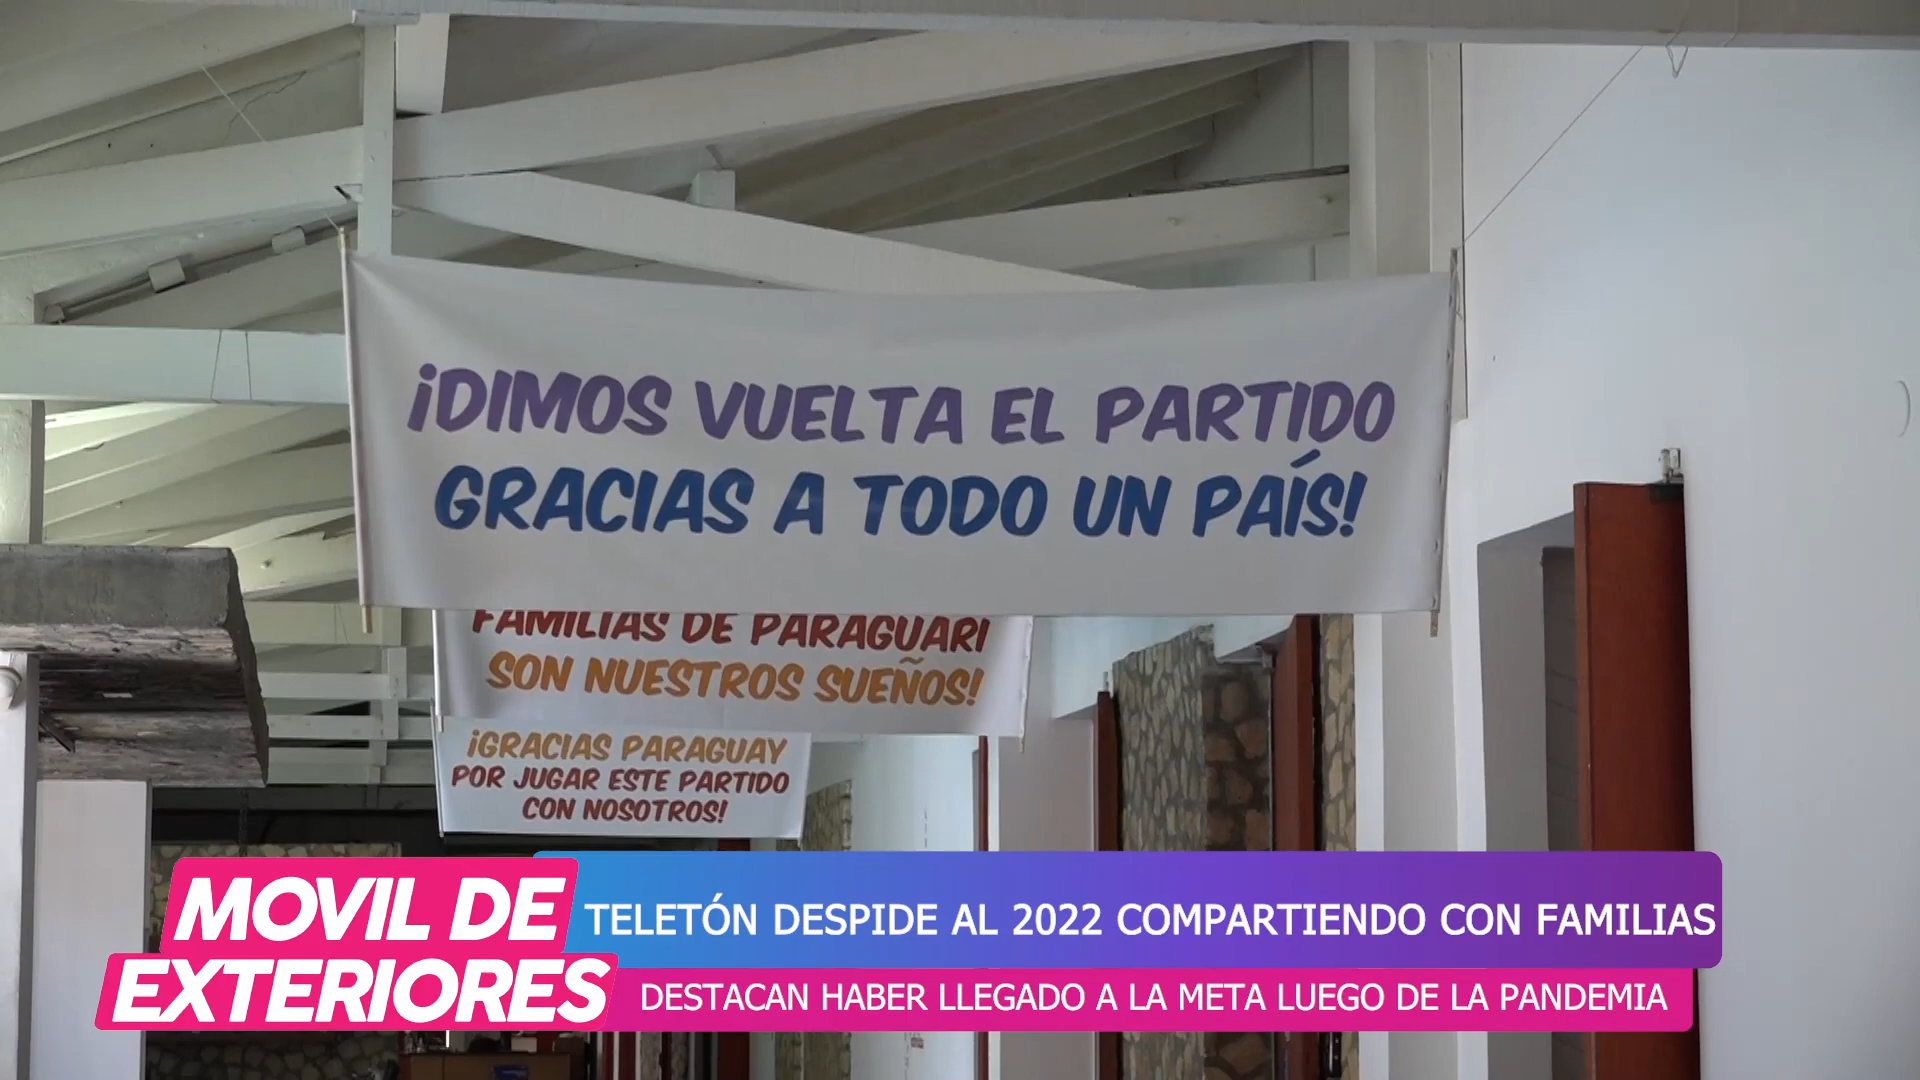 ¡DIMOS VUELTA EL PARTIDO
GRACIAS A TODO UN PAÍS!
FAMILIAS DE PARAGUARI
SON NUESTROS SUEÑOS!
¡GRACIAS PARAGUAY
POR JUGAR ESTE PARTIDO
CON NOSOTROS!
MOVIL DE
EXTERIORES
TELETÓN DESPIDE AL 2022 COMPARTIENDO CON FAMILIAS
DESTACAN HABER LLEGADO A LA META LUEGO DE LA PANDEMIA